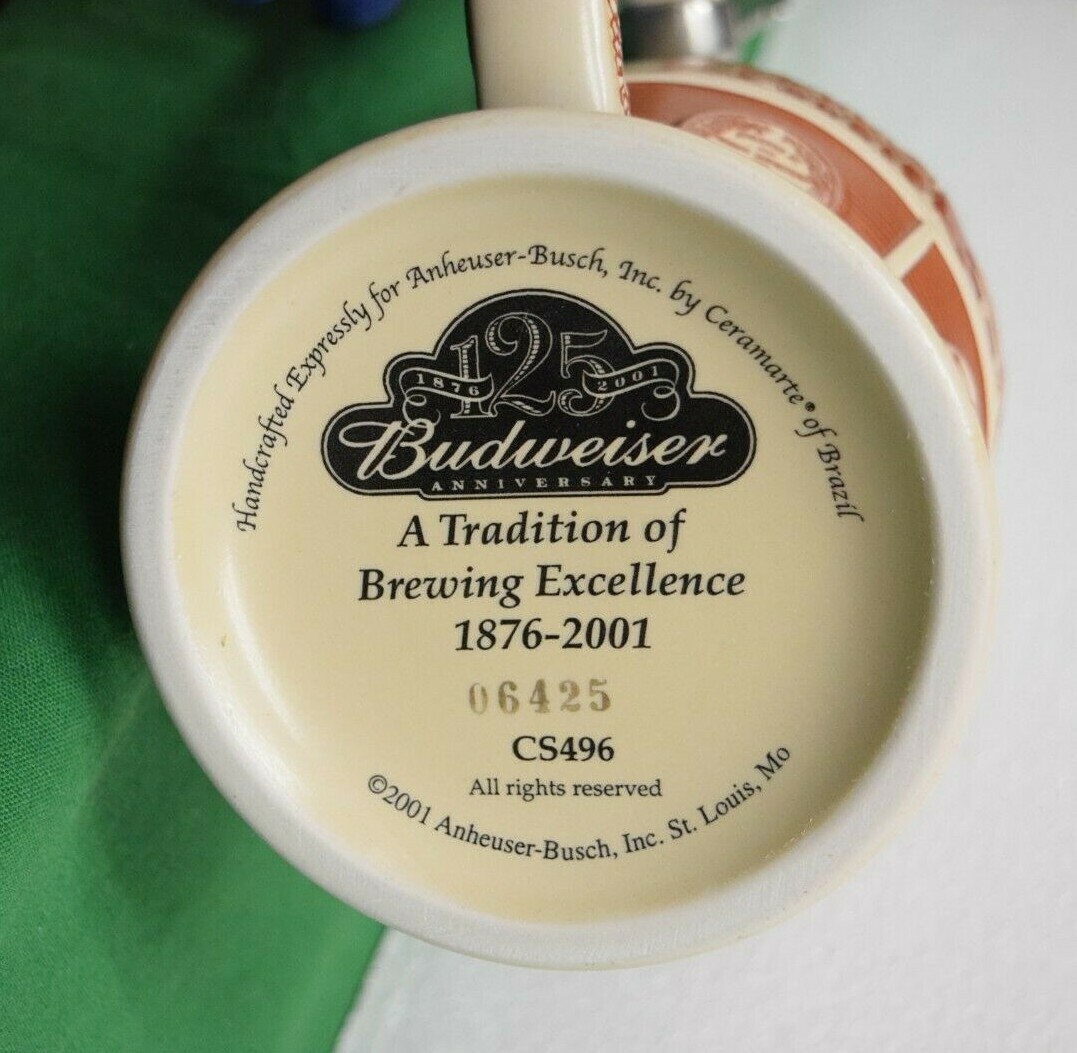 Handcrafted Expressly for Anheuser-Busch, Inc. by Ceramarte® of Brazil
125
1876 2001
Budweiser
ANNIVERSARY
A Tradition of
Brewing Excellence
1876-2001
06425
CS496
All rights reserved
©2001 Anheuser-Busch, Inc. St. Louis, Mo